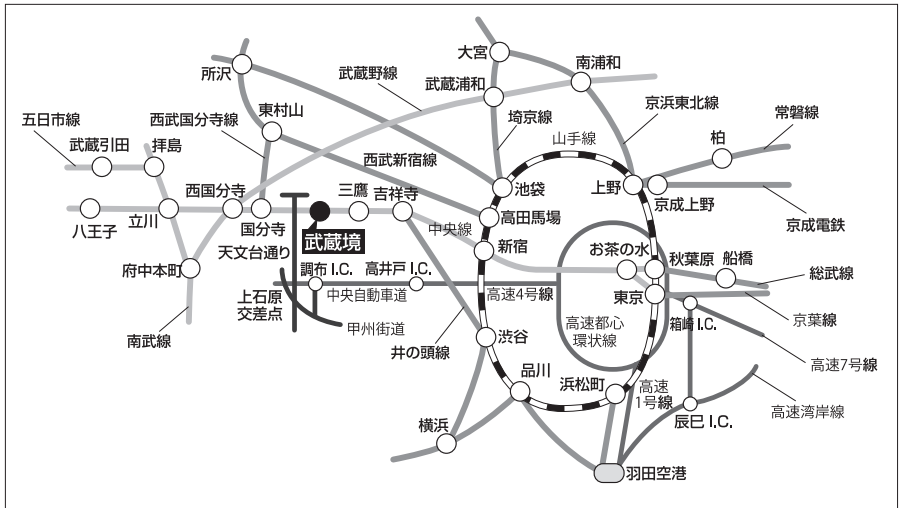 大宮
南浦和
所沢
武蔵野線
武蔵浦和
東村山
京浜東北線
常磐線
五日市線
西武国分寺線
埼京線
山手線
柏
武蔵引田
拝島
西武新宿線
西国分寺
三鷹
吉祥寺
池袋
上野
京成上野
高田馬場
京成電鉄
八王子
立川
国分寺
武蔵境
中央線
新宿
お茶の水
天文台通り
秋葉原
船橋
府中本町
調布 I.C.
高井戸 I.C.
総武線
上石原
交差点
中央自動車道
高速4号線
東京
甲州街道
高速都心
環状線
箱崎 I.C.
京葉線
南武線
井の頭線
渋谷
高速7号線
品川
浜松町
高速
1号線
横浜
辰巳 I.C.
高速湾岸線
羽田空港